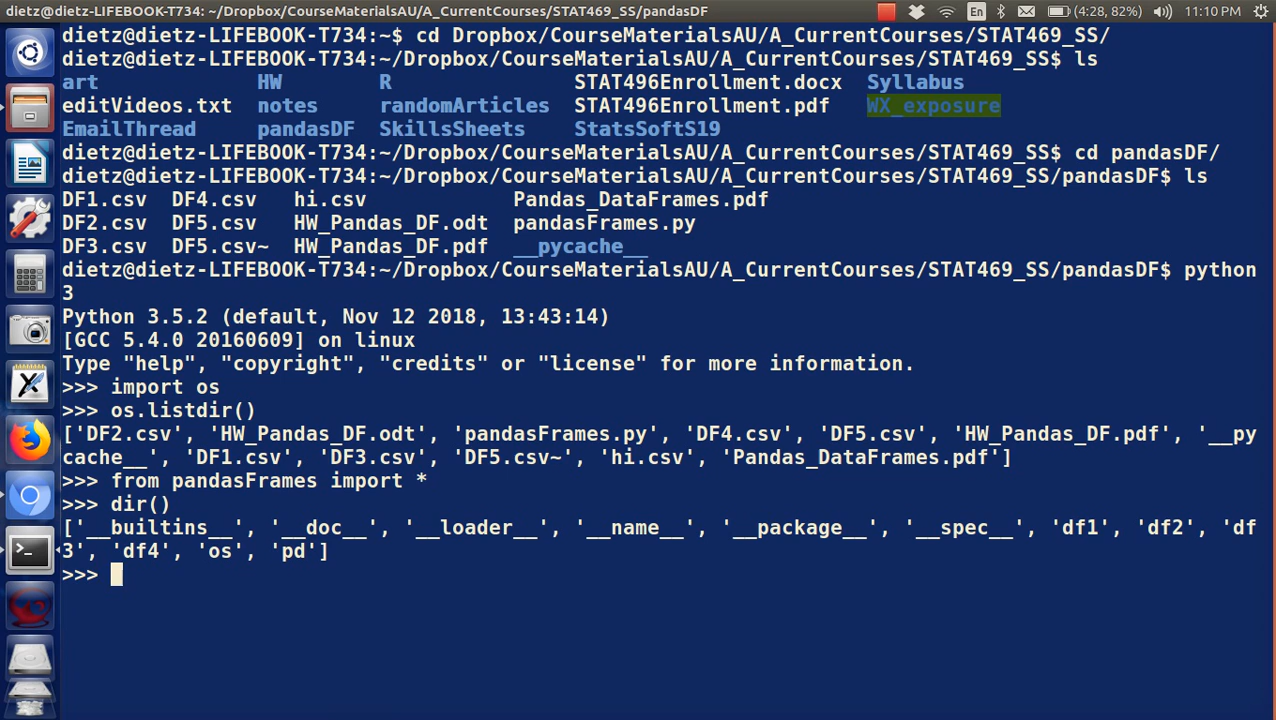 dietz@dietz-LIFEBOOK-T734: ~/Dropbox/CourseMaterialsAU/A_CurrentCourses/STAT469_SS/pandasDF En (4:28, 82%) 11:10 PM
dietz@dietz-LIFEBOOK-T734:~$ cd Dropbox/CourseMaterialsAU/A_CurrentCourses/STAT469_SS/
dietz@dietz-LIFEBOOK-T734:~/Dropbox/CourseMaterialsAU/A_CurrentCourses/STAT469_SS$ ls
art HW R STAT496Enrollment.docx Syllabus
editVideos.txt notes randomArticles STAT496Enrollment.pdf WX_exposure
EmailThread pandasDF SkillsSheets StatsSoftS19
dietz@dietz-LIFEBOOK-T734:~/Dropbox/CourseMaterialsAU/A_CurrentCourses/STAT469_SS$ cd pandasDF/
dietz@dietz-LIFEBOOK-T734:~/Dropbox/CourseMaterialsAU/A_CurrentCourses/STAT469_SS/pandasDF$ ls
DF1.csv DF4.csv hi.csv Pandas_DataFrames.pdf
DF2.csv DF5.csv HW_Pandas_DF.odt pandasFrames.py
DF3.csv DF5.csv~ HW_Pandas_DF.pdf __pycache__
dietz@dietz-LIFEBOOK-T734:~/Dropbox/CourseMaterialsAU/A_CurrentCourses/STAT469_SS/pandasDF$ python
3
Python 3.5.2 (default, Nov 12 2018, 13:43:14)
[GCC 5.4.0 20160609] on linux
Type "help", "copyright", "credits" or "license" for more information.
>>> import os
>>> os.listdir()
['DF2.csv', 'HW_Pandas_DF.odt', 'pandasFrames.py', 'DF4.csv', 'DF5.csv', 'HW_Pandas_DF.pdf', '__py
cache__', 'DF1.csv', 'DF3.csv', 'DF5.csv~', 'hi.csv', 'Pandas_DataFrames.pdf']
>>> from pandasFrames import *
>>> dir()
['__builtins__', '__doc__', '__loader__', '__name__', '__package__', '__spec__', 'df1', 'df2', 'df
3', 'df4', 'os', 'pd']
>>>